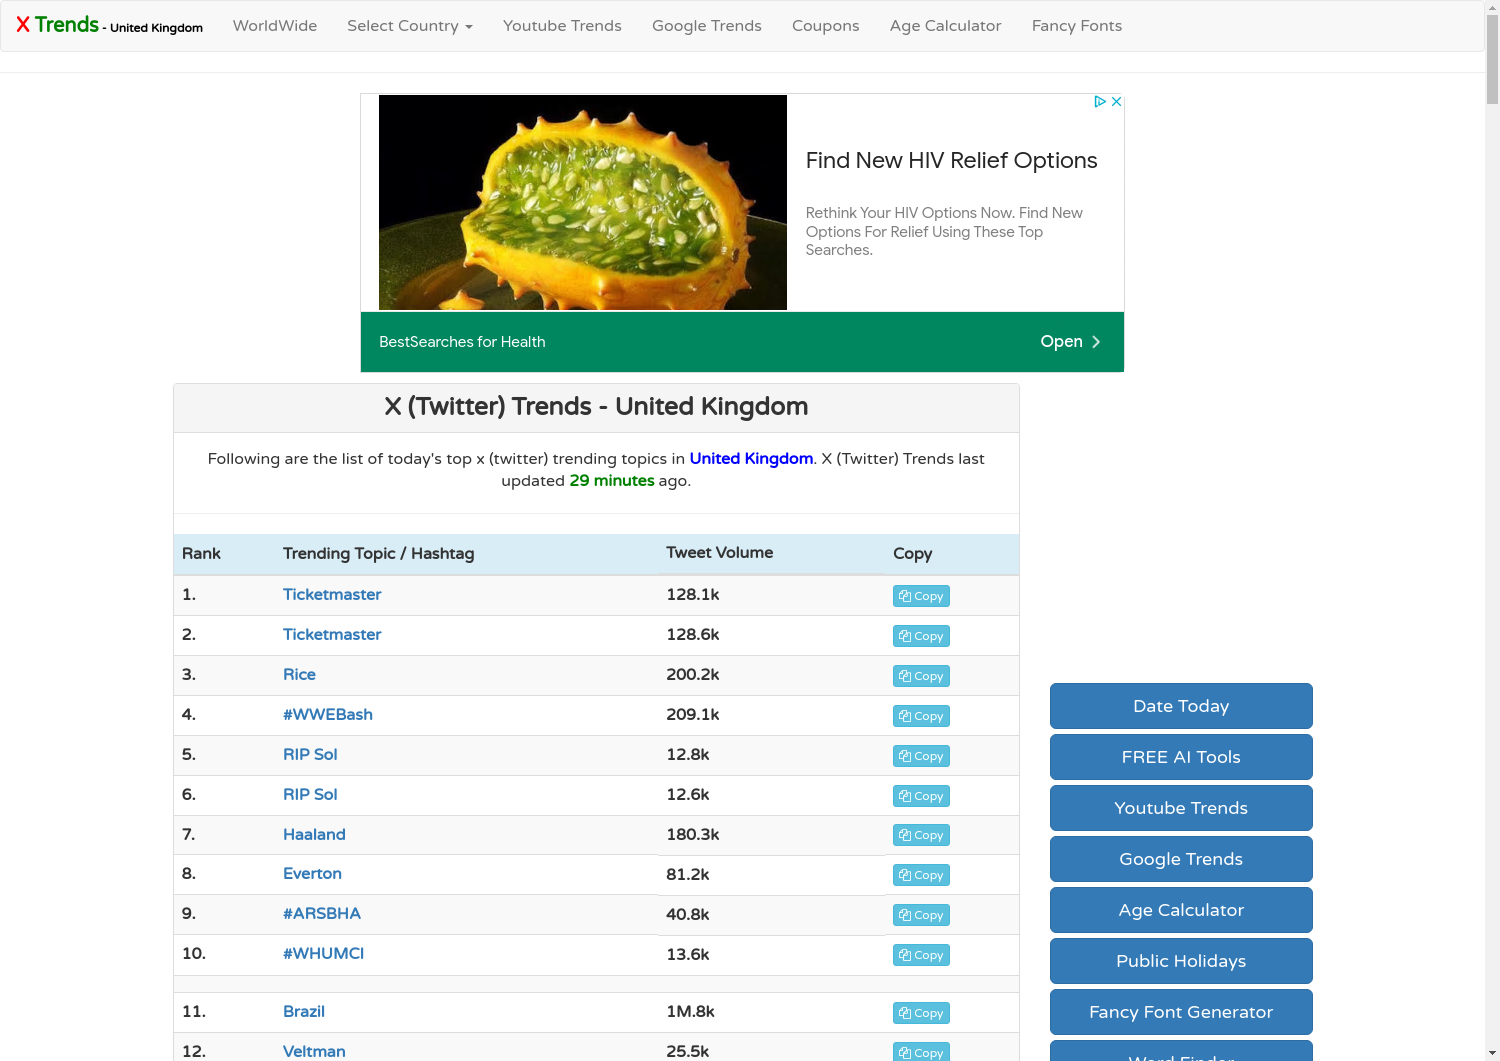 X Trends - United Kingdom WorldWide Select Country Youtube Trends Google Trends Coupons Age Calculator Fancy Fonts
Find New HIV Relief Options
Rethink Your HIV Options Now. Find New
Options For Relief Using These Top
Searches.
BestSearches for Health Open
X (Twitter) Trends - United Kingdom
Following are the list of today's top x (twitter) trending topics in United Kingdom. X (Twitter) Trends last
updated 29 minutes ago.
Rank Trending Topic / Hashtag Tweet Volume Copy
1. Ticketmaster 128.1k Copy
2. Ticketmaster 128.6k Copy
3. Rice 200.2k Copy
4. #WWEBash 209.1k Copy
5. RIP Sol 12.8k Copy
6. RIP Sol 12.6k Copy
7. Haaland 180.3k Copy
8. Everton 81.2k Copy
9. #ARSBHA 40.8k Copy
10. #WHUMCI 13.6k Copy
11. Brazil 1M.8k Copy
12. Veltman 25.5k Copy
Date Today
FREE AI Tools
Youtube Trends
Google Trends
Age Calculator
Public Holidays
Fancy Font Generator
Word Finder